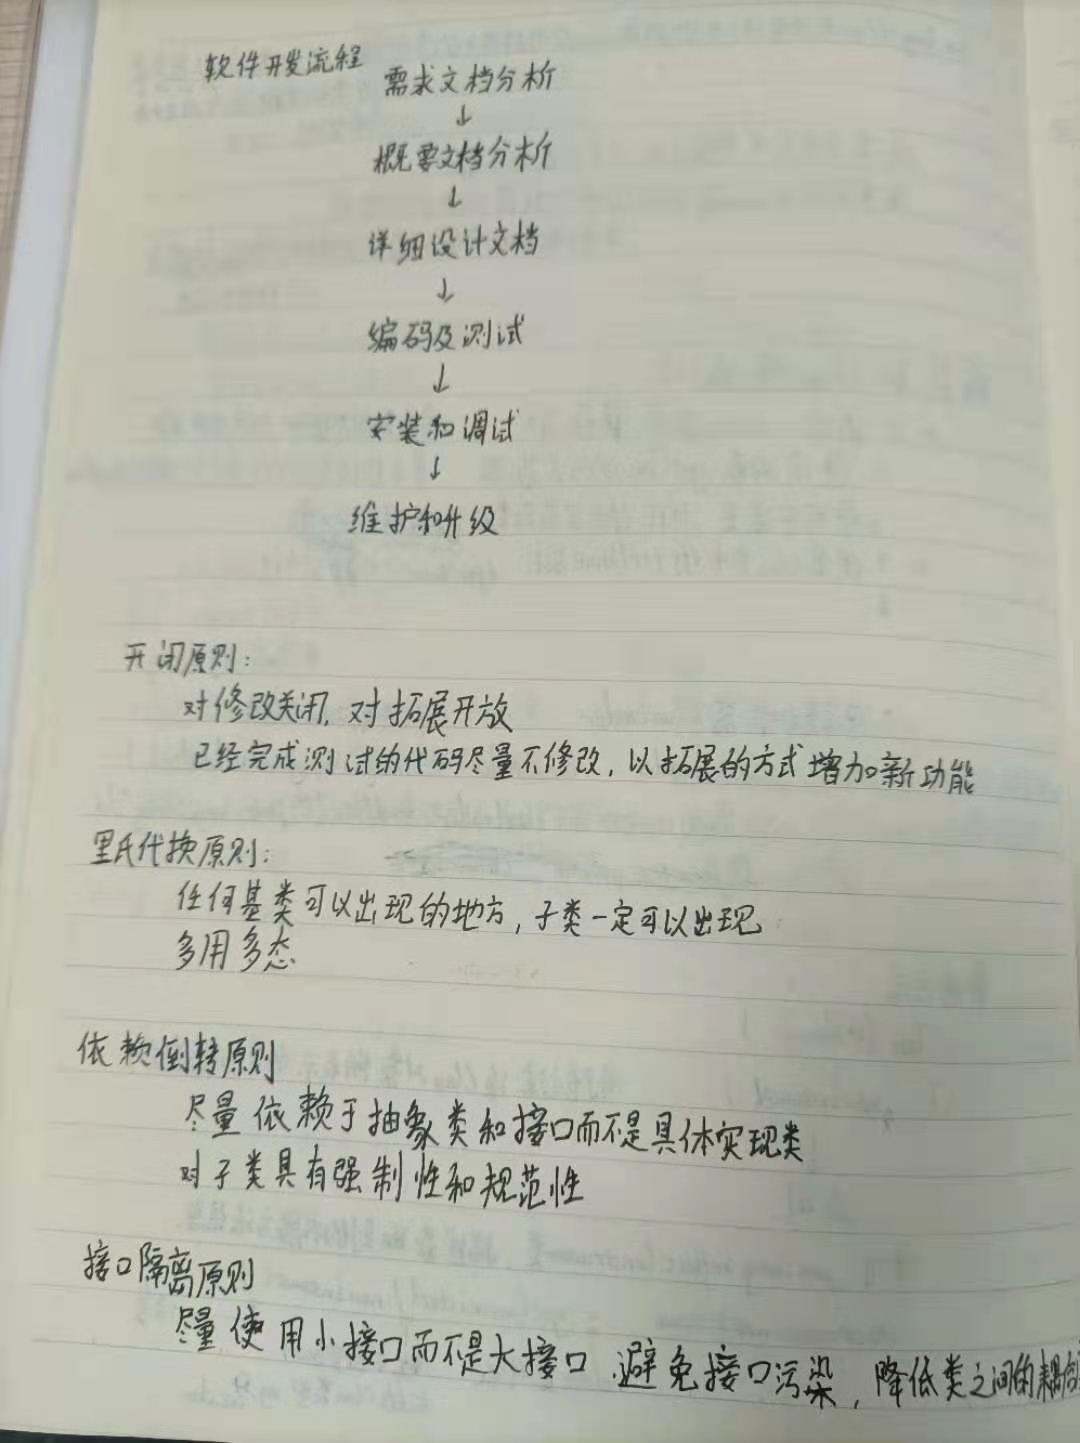 软件开发流程
需求文档分析
↓
概要文档分析
↓
详细设计文档
↓
编码及测试
↓
安装和调试
↓
维护和升级
开闭原则:
对修改关闭, 对拓展开放
已经完成测试的代码尽量不修改, 以拓展的方式增加新功能
里氏代换原则:
任何基类可以出现的地方, 子类一定可以出现
多用多态
依赖倒转原则
尽量依赖于抽象类和接口而不是具体实现类
对子类具有强制性和规范性
接口隔离原则
尽量使用小接口而不是大接口 避免接口污染, 降低类之间的耦